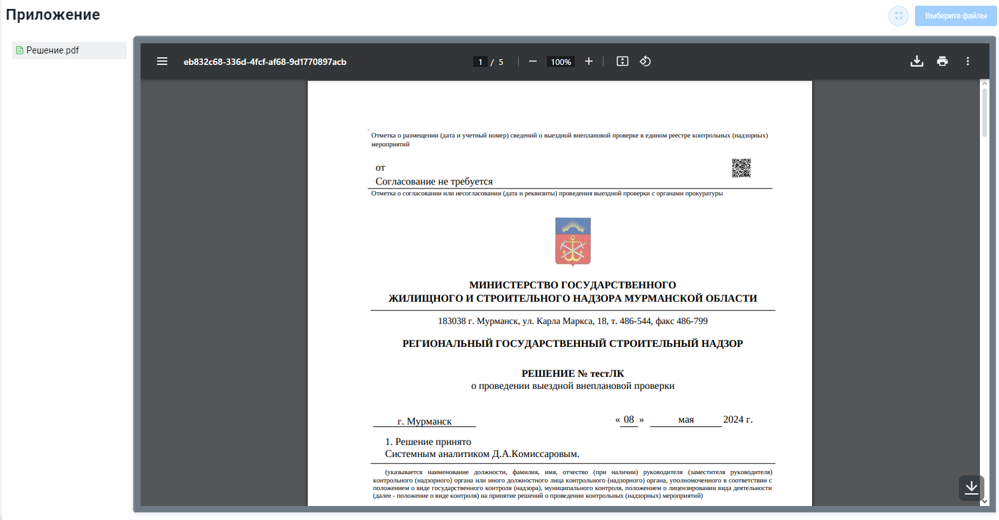 Приложение
Выберите файлы
Решение.pdf
eb832c68-336d-4fcf-af68-9d1770897acb
1 / 5
100%
Отметка о размещении (дата и учетный номер) сведений о выездной внеплановой проверке в едином реестре контрольных (надзорных)
мероприятий
от
Согласование не требуется
Отметка о согласовании или несогласовании (дата и реквизиты) проведения выездной проверки с органами прокуратуры
МИНИСТЕРСТВО ГОСУДАРСТВЕННОГО
ЖИЛИЩНОГО И СТРОИТЕЛЬНОГО НАДЗОРА МУРМАНСКОЙ ОБЛАСТИ
183038 г. Мурманск, ул. Карла Маркса, 18, т. 486-544, факс 486-799
РЕГИОНАЛЬНЫЙ ГОСУДАРСТВЕННЫЙ СТРОИТЕЛЬНЫЙ НАДЗОР
РЕШЕНИЕ № тестЛК
о проведении выездной внеплановой проверки
г. Мурманск « 08 » мая 2024 г.
1. Решение принято
Системным аналитиком Д.А.Комиссаровым.
(указывается наименование должности, фамилия, имя, отчество (при наличии) руководителя (заместителя руководителя)
контрольного (надзорного) органа или иного должностного лица контрольного (надзорного) органа, уполномоченного в соответствии с
положением о виде государственного контроля (надзора), муниципального контроля, положением о лицензировании вида деятельности
(далее - положение о виде контроля) на принятие решений о проведении контрольных (надзорных) мероприятий)